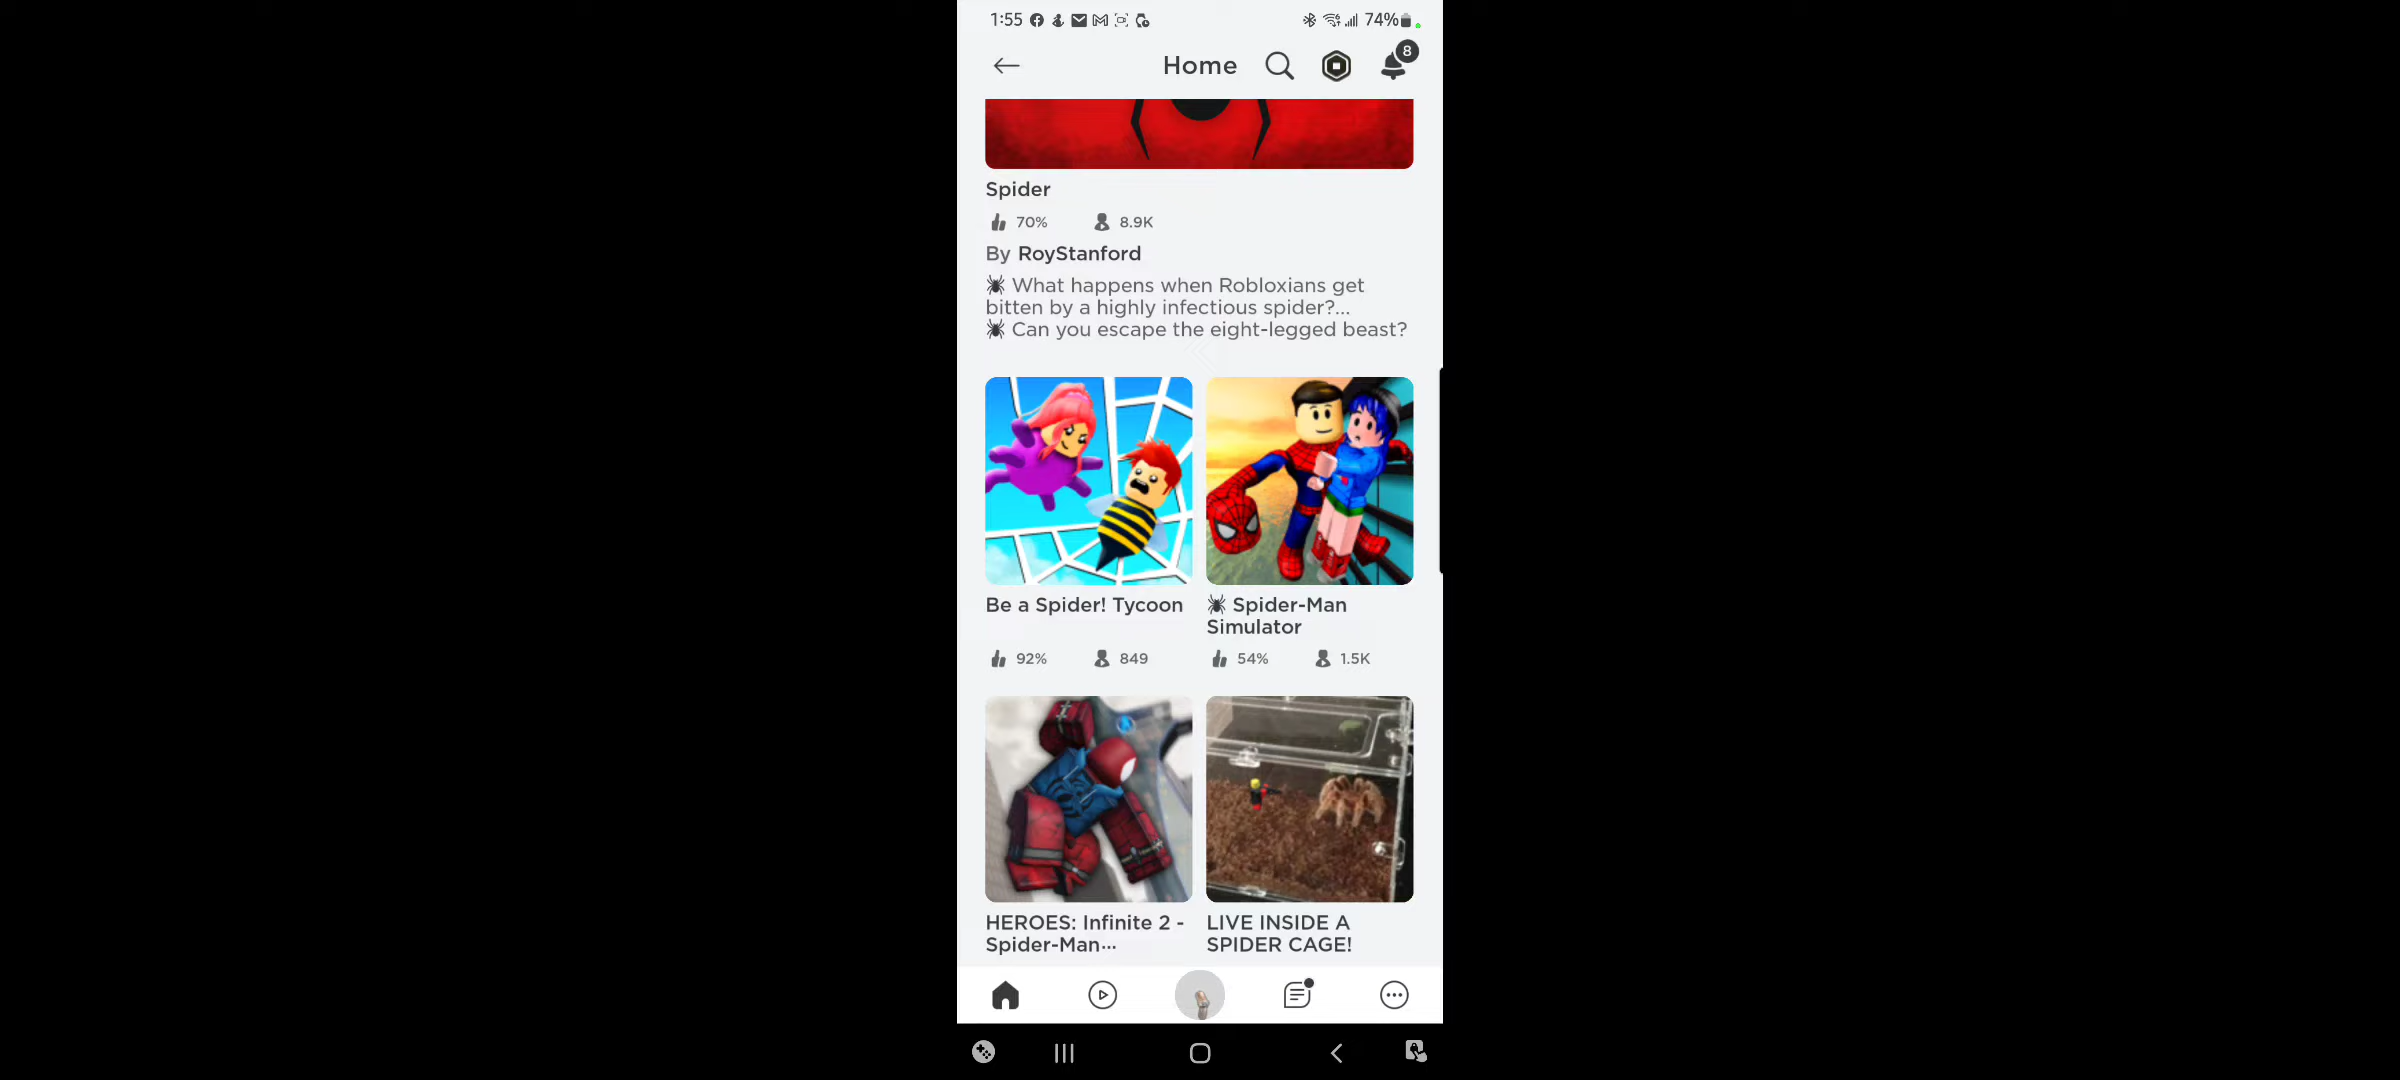 1:55
74%
Home
8
Spider
70%
8.9K
By RoyStanford
🕷 What happens when Robloxians get
bitten by a highly infectious spider?...
🕷 Can you escape the eight-legged beast?
Be a Spider! Tycoon
🕷 Spider-Man
Simulator
92%
849
54%
1.5K
HEROES: Infinite 2 -
Spider-Man...
LIVE INSIDE A
SPIDER CAGE!